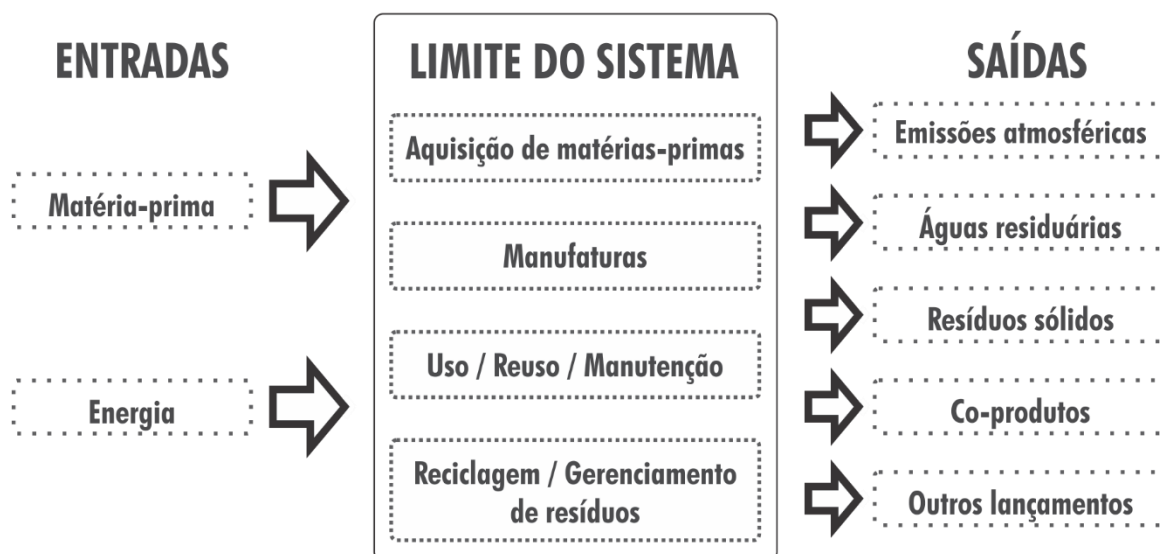 ENTRADAS
Matéria-prima
Energia
LIMITE DO SISTEMA
Aquisição de matérias-primas
Manufaturas
Uso / Reuso / Manutenção
Reciclagem / Gerenciamento
de resíduos
SAÍDAS
Emissões atmosféricas
Águas residuárias
Resíduos sólidos
Co-produtos
Outros lançamentos